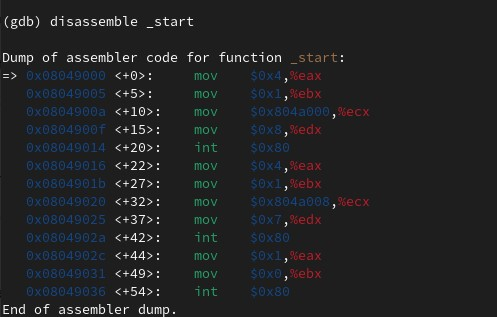 (gdb) disassemble _start
Dump of assembler code for function _start:
=> 0x08049000 <+0>: mov $0x4,%eax
0x08049005 <+5>: mov $0x1,%ebx
0x0804900a <+10>: mov $0x804a000,%ecx
0x0804900f <+15>: mov $0x8,%edx
0x08049014 <+20>: int $0x80
0x08049016 <+22>: mov $0x4,%eax
0x0804901b <+27>: mov $0x1,%ebx
0x08049020 <+32>: mov $0x804a008,%ecx
0x08049025 <+37>: mov $0x7,%edx
0x0804902a <+42>: int $0x80
0x0804902c <+44>: mov $0x1,%eax
0x08049031 <+49>: mov $0x0,%ebx
0x08049036 <+54>: int $0x80
End of assembler dump.